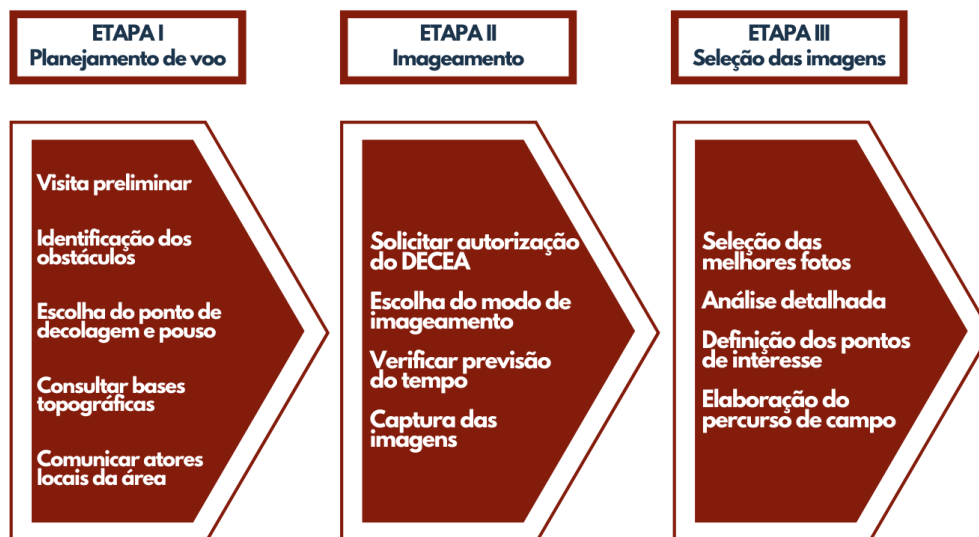 ETAPA I
Planejamento de voo
Visita preliminar
Identificação dos
obstáculos
Escolha do ponto de
decolagem e pouso
Consultar bases
topográficas
Comunicar atores
locais da área
ETAPA II
Imageamento
Solicitar autorização
do DECEA
Escolha do modo de
imageamento
Verificar previsão
do tempo
Captura das
imagens
ETAPA III
Seleção das imagens
Seleção das
melhores fotos
Análise detalhada
Definição dos pontos
de interesse
Elaboração do
percurso de campo